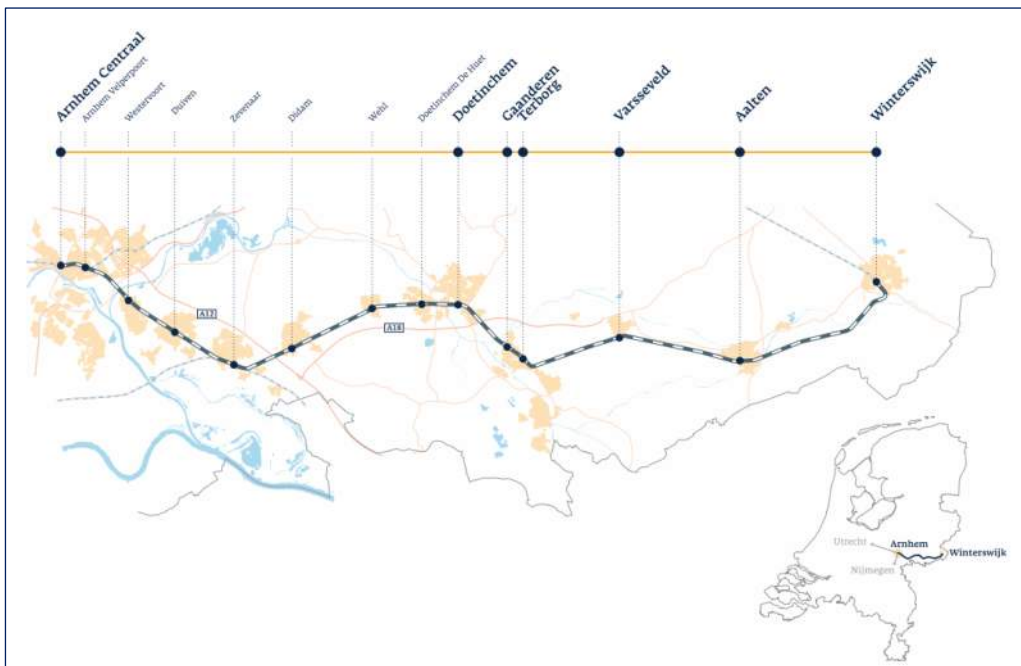 Arnhem Centraal
Arnhem Velperpoort
Westervoort
Duiven
Zevenaar
Didam
Wehl
Doetinchem De Huet
Doetinchem
Gaanderen
Terborg
Varsseveld
Aalten
Winterswijk
A12
A18
Utrecht
Arnhem
Winterswijk
Nijmegen